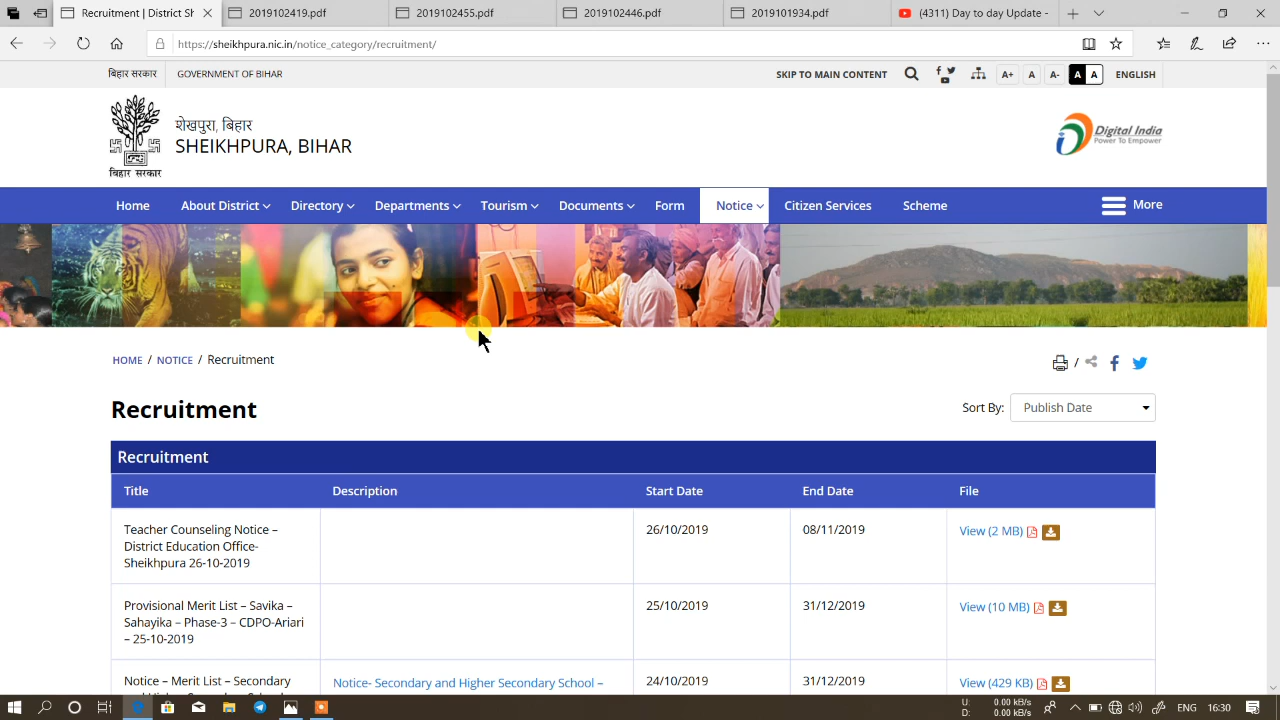 Recruitment | District Sh
2019102419.pdf
2019102455.pdf
2019102446.pdf
2019101934.pdf
(4311) Day to day Update -
https://sheikhpura.nic.in/notice_category/recruitment/
बिहार सरकार
GOVERNMENT OF BIHAR
SKIP TO MAIN CONTENT
A+
A
A-
A
A
ENGLISH
बिहार सरकार
शेखपुरा, बिहार
SHEIKHPURA, BIHAR
Digital India
Power To Empower
Home
About District
Directory
Departments
Tourism
Documents
Form
Notice
Citizen Services
Scheme
More
HOME / NOTICE / Recruitment
Recruitment
Sort By:
Publish Date
Recruitment
Title
Description
Start Date
End Date
File
Teacher Counseling Notice –
District Education Office-
Sheikhpura 26-10-2019
26/10/2019
08/11/2019
View (2 MB)
Provisional Merit List – Savika –
Sahayika – Phase-3 – CDPO-Ariari
– 25-10-2019
25/10/2019
31/12/2019
View (10 MB)
Notice – Merit List – Secondary
Notice- Secondary and Higher Secondary School –
24/10/2019
31/12/2019
View (429 KB)
U: 0.00 kB/s
D: 0.00 kB/s
ENG
16:30